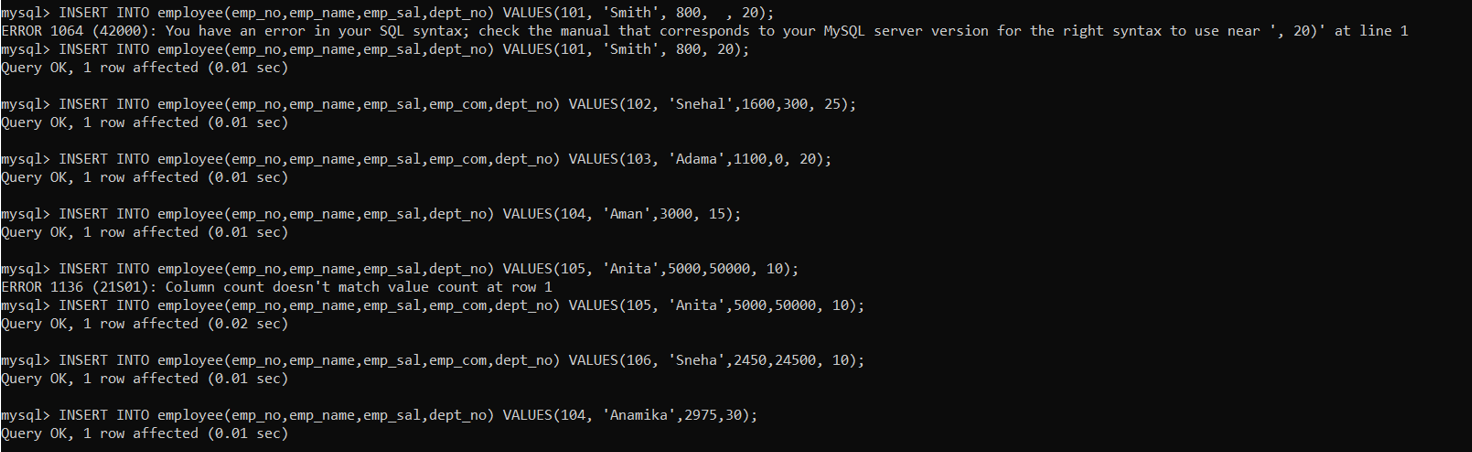 mysql> INSERT INTO employee(emp_no,emp_name,emp_sal,dept_no) VALUES(101, 'Smith', 800,  , 20);
ERROR 1064 (42000): You have an error in your SQL syntax; check the manual that corresponds to your MySQL server version for the right syntax to use near ', 20)' at line 1
mysql> INSERT INTO employee(emp_no,emp_name,emp_sal,dept_no) VALUES(101, 'Smith', 800, 20);
Query OK, 1 row affected (0.01 sec)
mysql> INSERT INTO employee(emp_no,emp_name,emp_sal,emp_com,dept_no) VALUES(102, 'Snehal',1600,300, 25);
Query OK, 1 row affected (0.01 sec)
mysql> INSERT INTO employee(emp_no,emp_name,emp_sal,emp_com,dept_no) VALUES(103, 'Adama',1100,0, 20);
Query OK, 1 row affected (0.01 sec)
mysql> INSERT INTO employee(emp_no,emp_name,emp_sal,dept_no) VALUES(104, 'Aman',3000, 15);
Query OK, 1 row affected (0.01 sec)
mysql> INSERT INTO employee(emp_no,emp_name,emp_sal,dept_no) VALUES(105, 'Anita',5000,50000, 10);
ERROR 1136 (21S01): Column count doesn't match value count at row 1
mysql> INSERT INTO employee(emp_no,emp_name,emp_sal,emp_com,dept_no) VALUES(105, 'Anita',5000,50000, 10);
Query OK, 1 row affected (0.02 sec)
mysql> INSERT INTO employee(emp_no,emp_name,emp_sal,emp_com,dept_no) VALUES(106, 'Sneha',2450,24500, 10);
Query OK, 1 row affected (0.01 sec)
mysql> INSERT INTO employee(emp_no,emp_name,emp_sal,dept_no) VALUES(104, 'Anamika',2975,30);
Query OK, 1 row affected (0.01 sec)